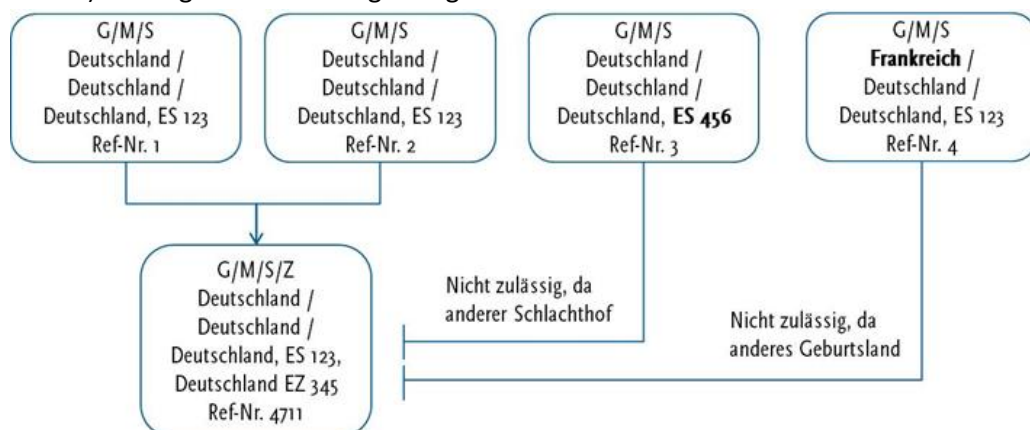 G/M/S
Deutschland /
Deutschland /
Deutschland, ES 123
Ref-Nr. 1
G/M/S
Deutschland /
Deutschland /
Deutschland, ES 123
Ref-Nr. 2
G/M/S
Deutschland /
Deutschland /
Deutschland, ES 456
Ref-Nr. 3
G/M/S
Frankreich /
Deutschland /
Deutschland, ES 123
Ref-Nr. 4
G/M/S/Z
Deutschland /
Deutschland /
Deutschland, ES 123,
Deutschland EZ 345
Ref-Nr. 4711
Nicht zulässig, da
anderer Schlachthof
Nicht zulässig, da
anderes Geburtsland